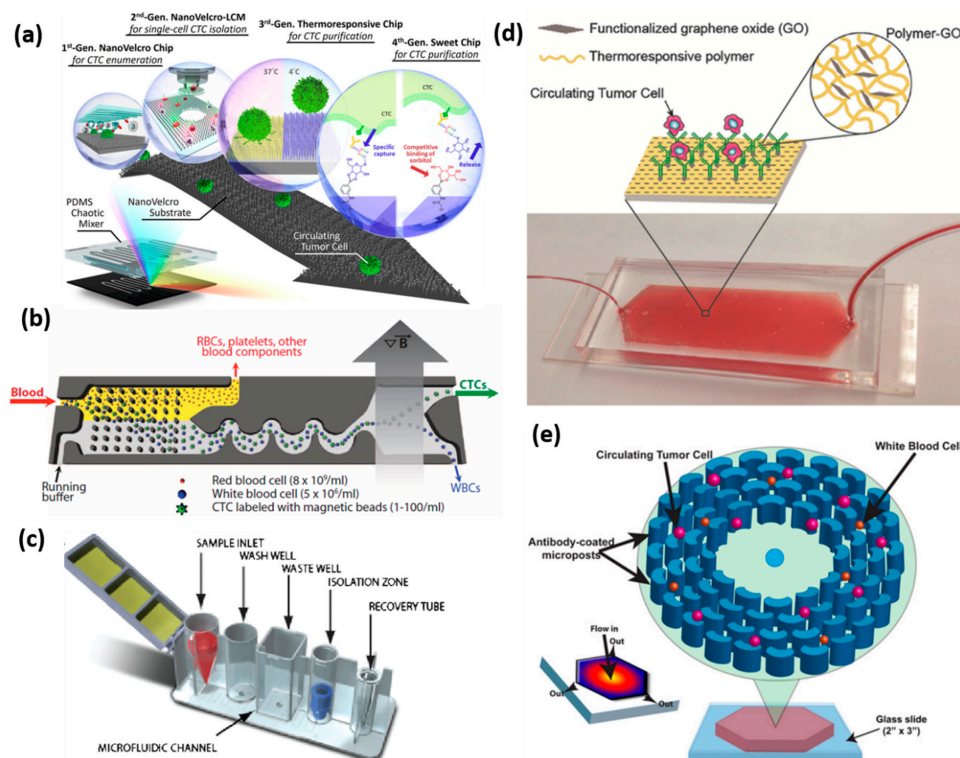 (a)
2nd-Gen. NanoVelcro-LCM
for single-cell CTC isolation
3rd-Gen. Thermoresponsive Chip
for CTC purification
1st-Gen. NanoVelcro Chip
for CTC enumeration
4th-Gen. Sweet Chip
for CTC purification
37°C
4°C
CTC
CTC
Specific
capture
Competitive
binding of
sorbitol
Release
PDMS
Chaotic
Mixer
NanoVelcro
Substrate
Circulating
Tumor Cell
(b)
RBCs, platelets, other
blood components
▽B
Blood
CTCs
Running
buffer
WBCs
Red blood cell (8 x 10⁹/ml)
White blood cell (5 x 10⁶/ml)
CTC labeled with magnetic beads (1-100/ml)
(c)
SAMPLE INLET
WASH WELL
WASTE WELL
ISOLATION
ZONE
RECOVERY
TUBE
MICROFLUIDIC CHANNEL
(d)
Functionalized graphene oxide (GO)
Polymer-GO
Thermoresponsive polymer
Circulating Tumor Cell
(e)
Circulating Tumor Cell
White Blood Cell
Antibody-coated
microposts
Flow in
Out
Out
Out
Glass slide
(2" x 3")